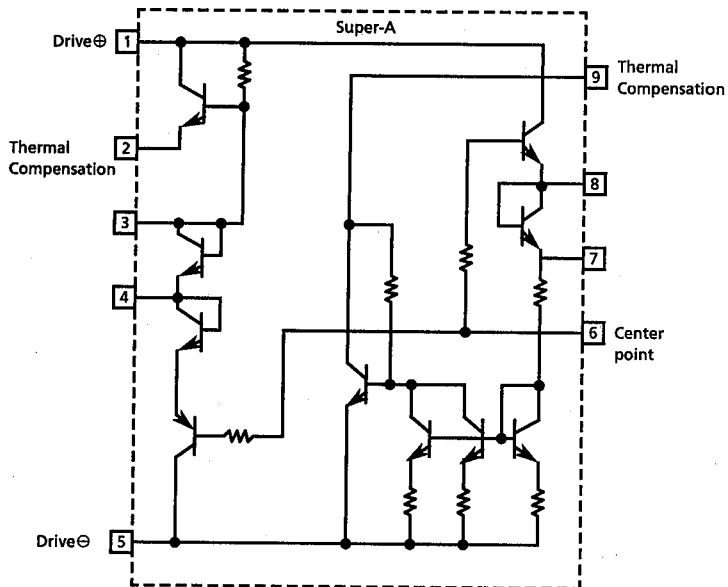 Super-A
Drive⊕ 1
9 Thermal
Compensation
Thermal
Compensation
2
8
3
7
4
6 Center
point
Drive⊖ 5